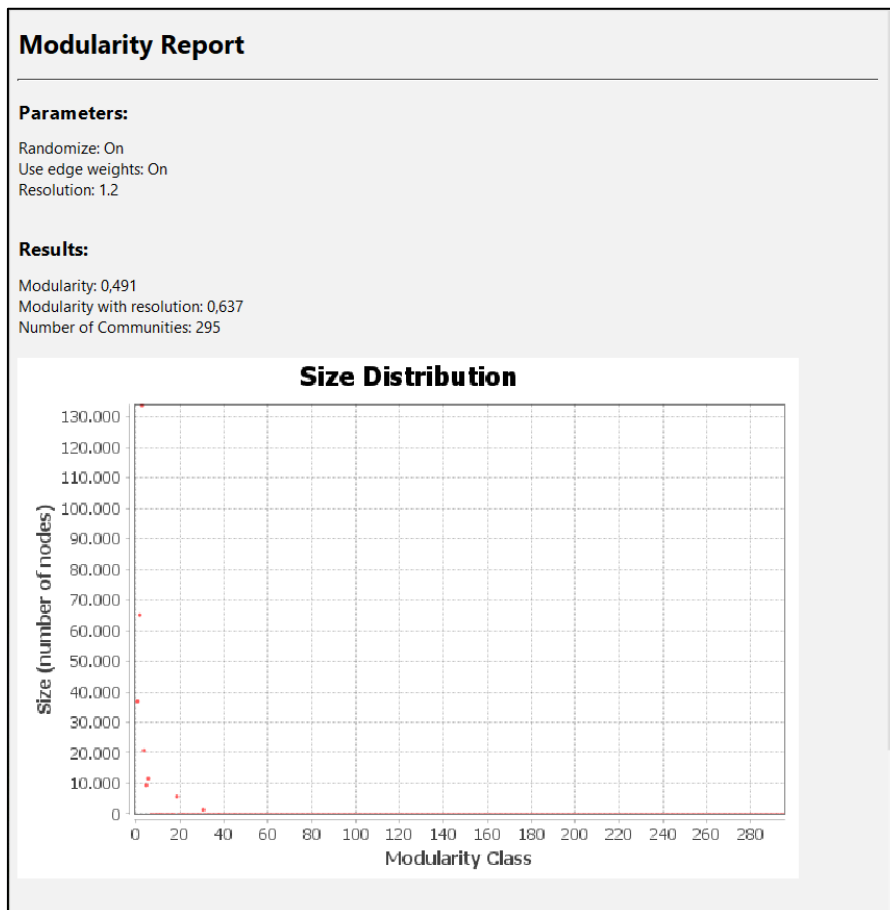 Modularity Report
Parameters:
Randomize: On
Use edge weights: On
Resolution: 1.2
Results:
Modularity: 0,491
Modularity with resolution: 0,637
Number of Communities: 295
Size Distribution
Size (number of nodes)
130.000
120.000
110.000
100.000
90.000
80.000
70.000
60.000
50.000
40.000
30.000
20.000
10.000
0
0 20 40 60 80 100 120 140 160 180 200 220 240 260 280
Modularity Class